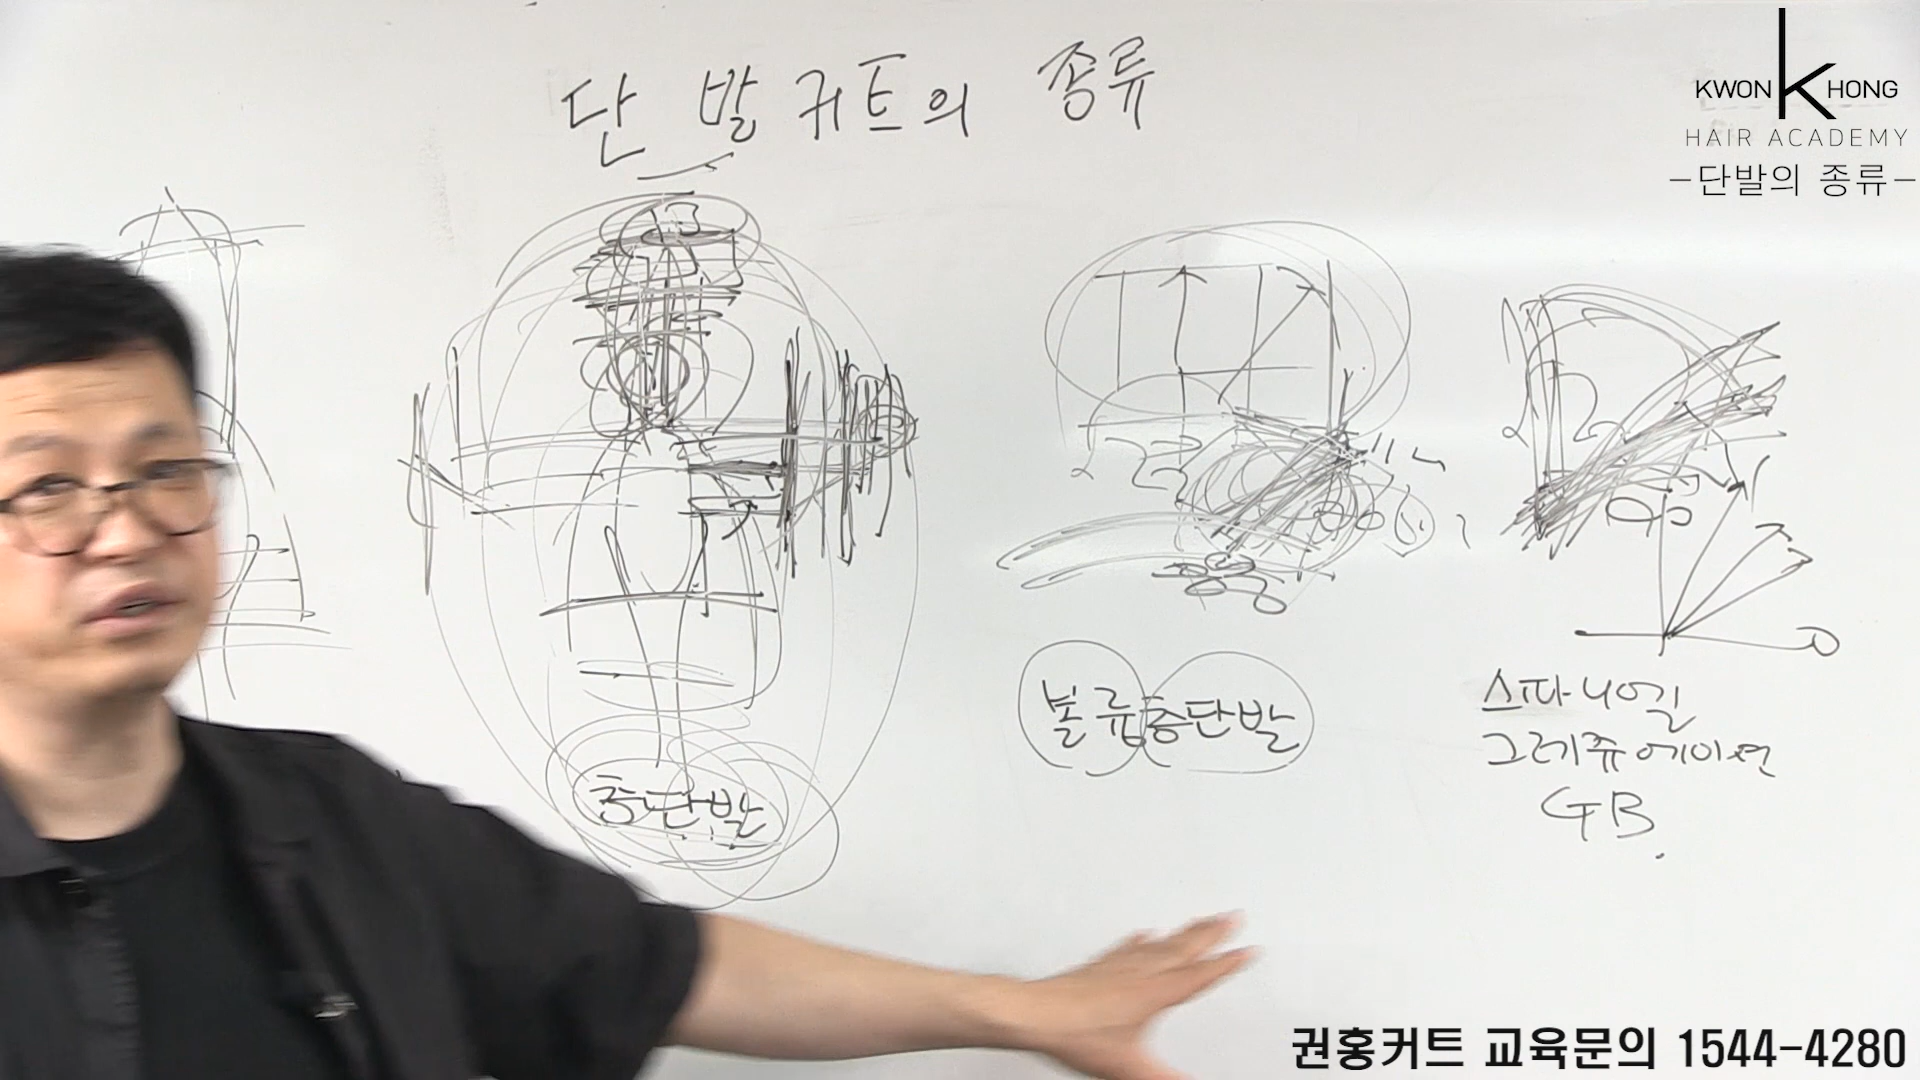 단발커트의 종류
KWON HONG
HAIR ACADEMY
-단발의 종류-
중단발
볼륨중단발
스파니엘
그레쥬에이션
GB.
권홍커트 교육문의 1544-4280